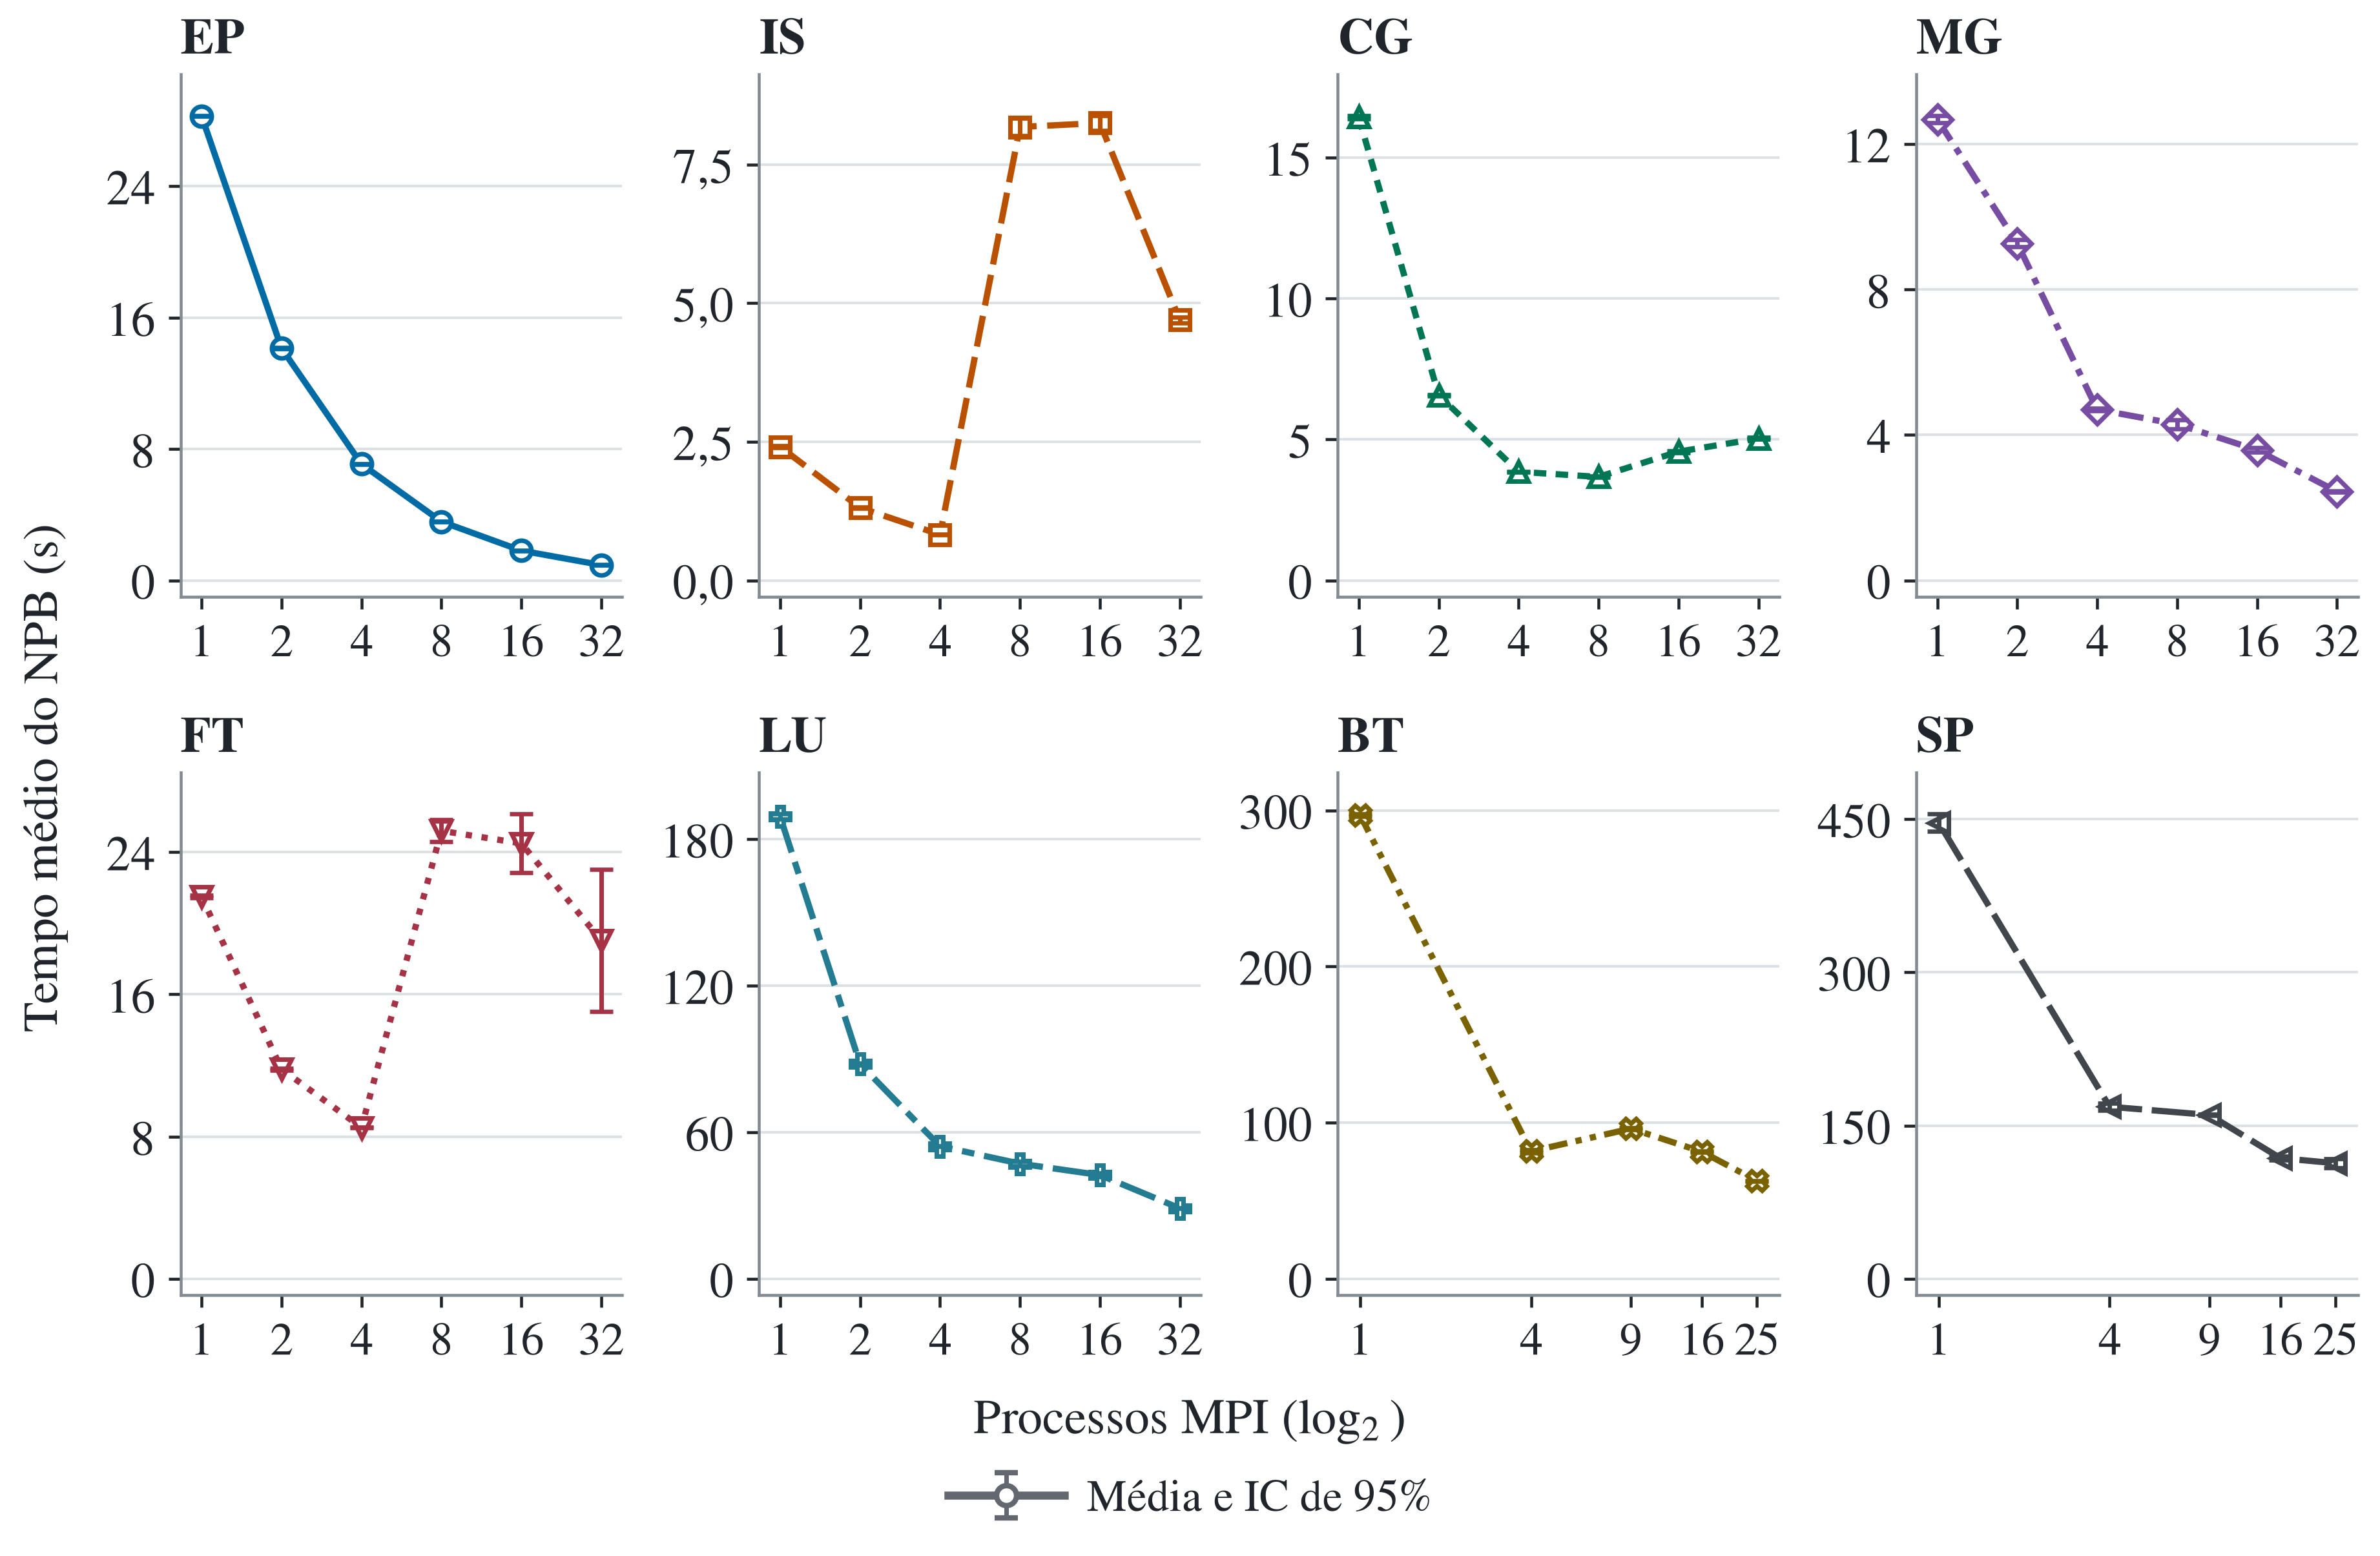 EP
IS
CG
MG
24
16
8
0
1 2 4 8 16 32
7,5
5,0
2,5
0,0
1 2 4 8 16 32
15
10
5
0
1 2 4 8 16 32
12
8
4
0
1 2 4 8 16 32
Tempo médio do NPB (s)
FT
LU
BT
SP
24
16
8
0
1 2 4 8 16 32
180
120
60
0
1 2 4 8 16 32
300
200
100
0
1 4 9 16 25
450
300
150
0
1 4 9 16 25
Processos MPI (log₂ )
Média e IC de 95%